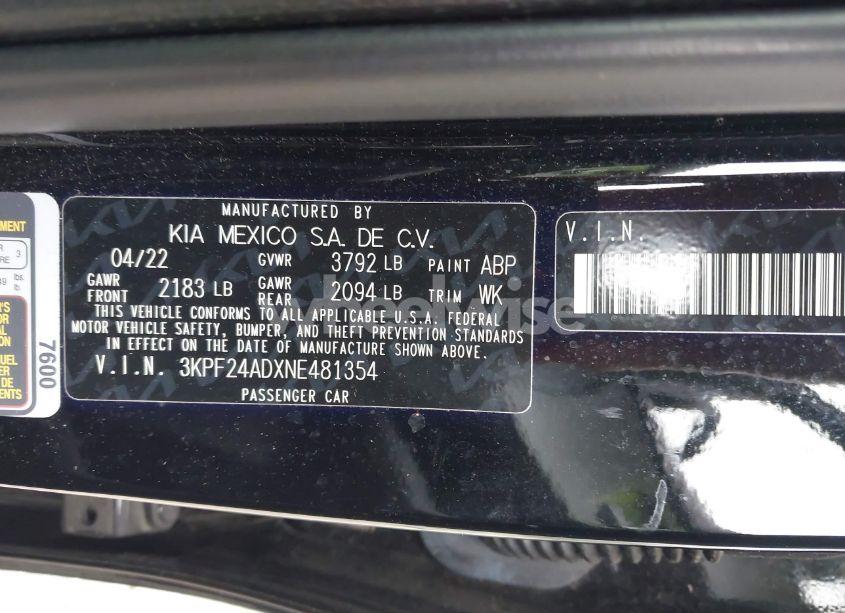 MANUFACTURED BY
KIA MEXICO S.A. DE C.V.
04/22 GVWR 3792 LB PAINT ABP
GAWR FRONT 2183 LB GAWR REAR 2094 LB TRIM WK
THIS VEHICLE CONFORMS TO ALL APPLICABLE U.S.A. FEDERAL
MOTOR VEHICLE SAFETY, BUMPER, AND THEFT PREVENTION STANDARDS
IN EFFECT ON THE DATE OF MANUFACTURE SHOWN ABOVE.
V.I.N. 3KPF24ADXNE481354
PASSENGER CAR
V.I.N.
7600